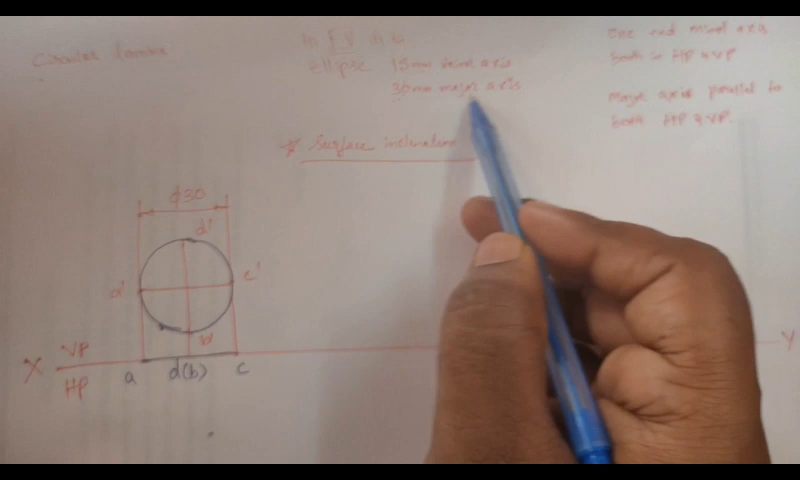 Circular Lamina
In FV it is
ellipse 15mm minor axis
30mm major axis
One end minor axis
both in HP & VP
Major axis parallel to
both HP & VP.
* Surface inclination
ϕ30
d'
a'
c'
b'
X
VP
HP
Y
a
d(b)
c